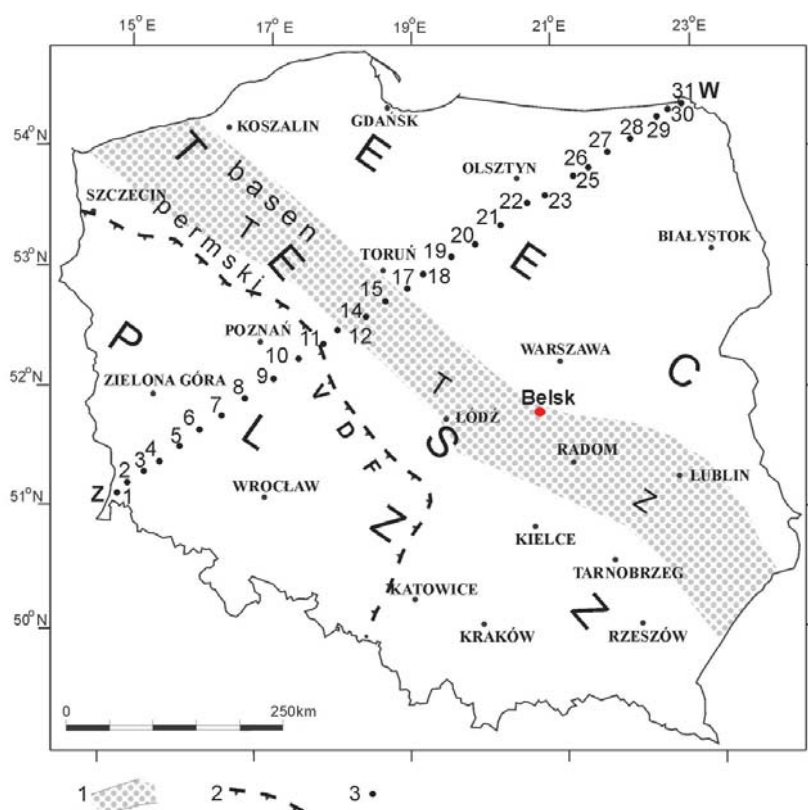 15°E 17°E 19°E 21°E 23°E
54°N
53°N
52°N
51°N
50°N
KOSZALIN
GDAŃSK
SZCZECIN
OLSZTYN
BIAŁYSTOK
TORUŃ
POZNAŃ
WARSZAWA
ZIELONA GÓRA
Belsk
ŁÓDŹ
RADOM
LUBLIN
WROCŁAW
KIELCE
TARNOBRZEG
KATOWICE
KRAKÓW
RZESZÓW
basen
permski
T E S Z
T T Z
E E C
P L Z Z
V D F
Z
1 2 3 4 5 6 7 8 9 10 11 12 14 15 17 18 19 20 21 22 23 25 26 27 28 29 30 31 W
0 250km
1 2 3